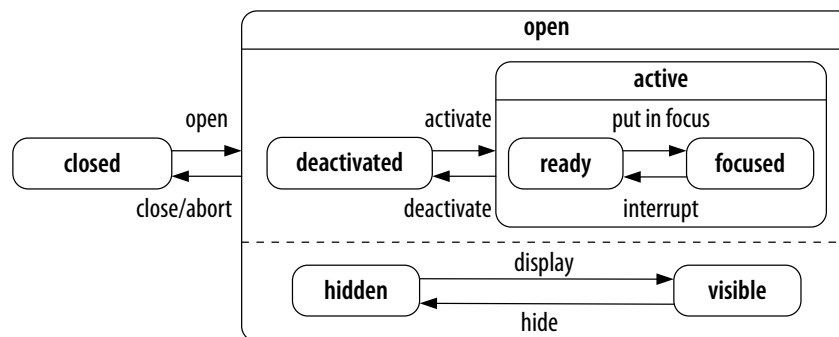 open
active
open
activate
put in focus
closed
deactivated
ready
focused
close/abort
deactivate
interrupt
display
hidden
visible
hide